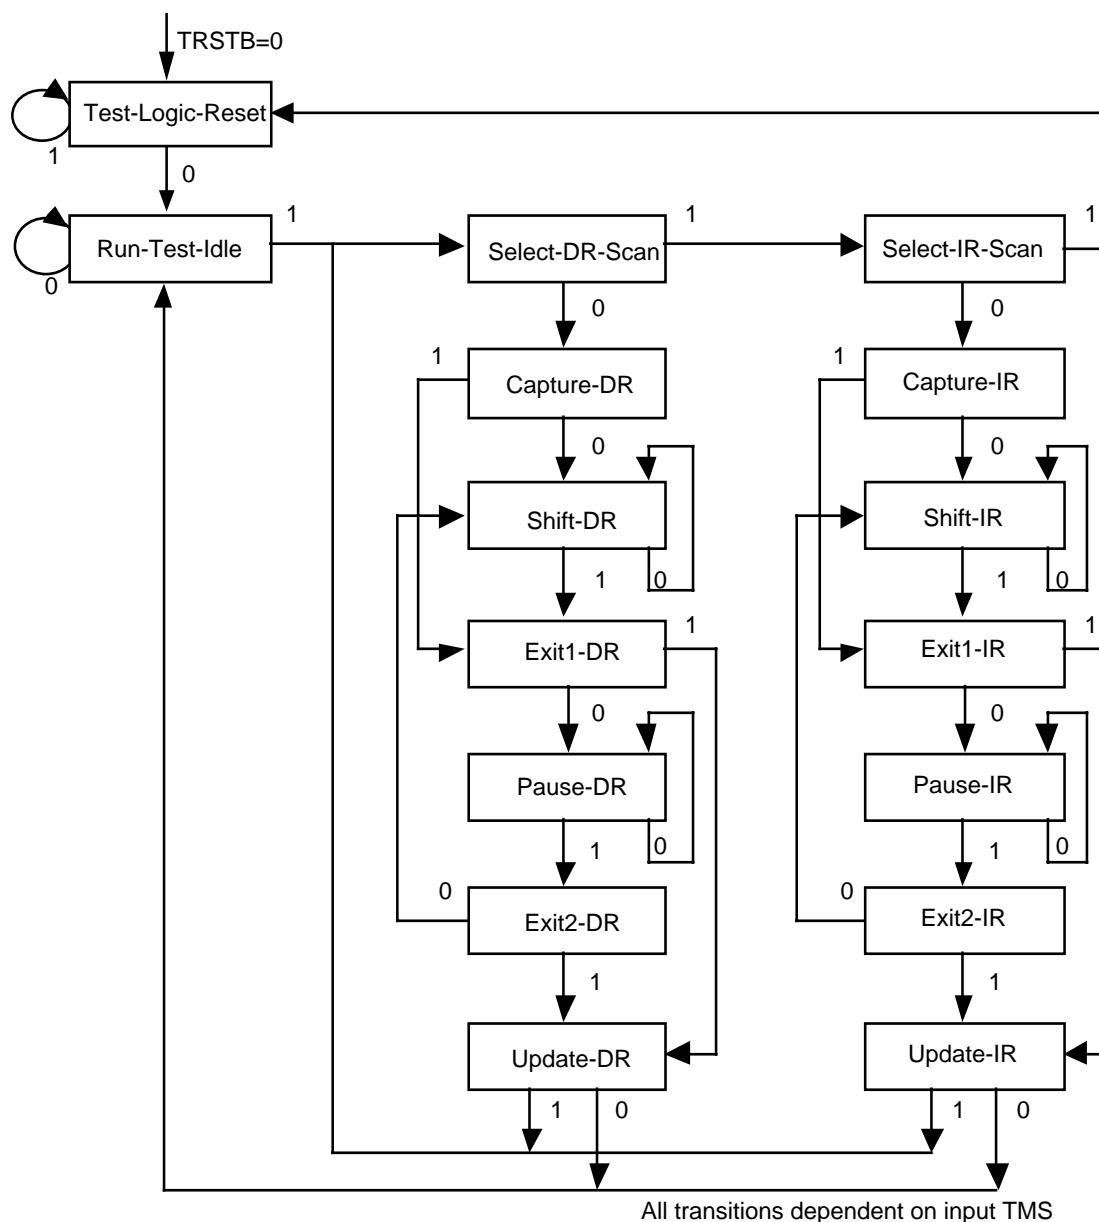 TRSTB=0
Test-Logic-Reset
1
0
Run-Test-Idle
0
1
Select-DR-Scan
1
Select-IR-Scan
1
0
0
1
Capture-DR
1
Capture-IR
0
0
Shift-DR
Shift-IR
1
0
1
0
Exit1-DR
1
Exit1-IR
1
0
0
Pause-DR
Pause-IR
1
0
1
0
0
Exit2-DR
0
Exit2-IR
1
1
Update-DR
Update-IR
1
0
1
0
All transitions dependent on input TMS